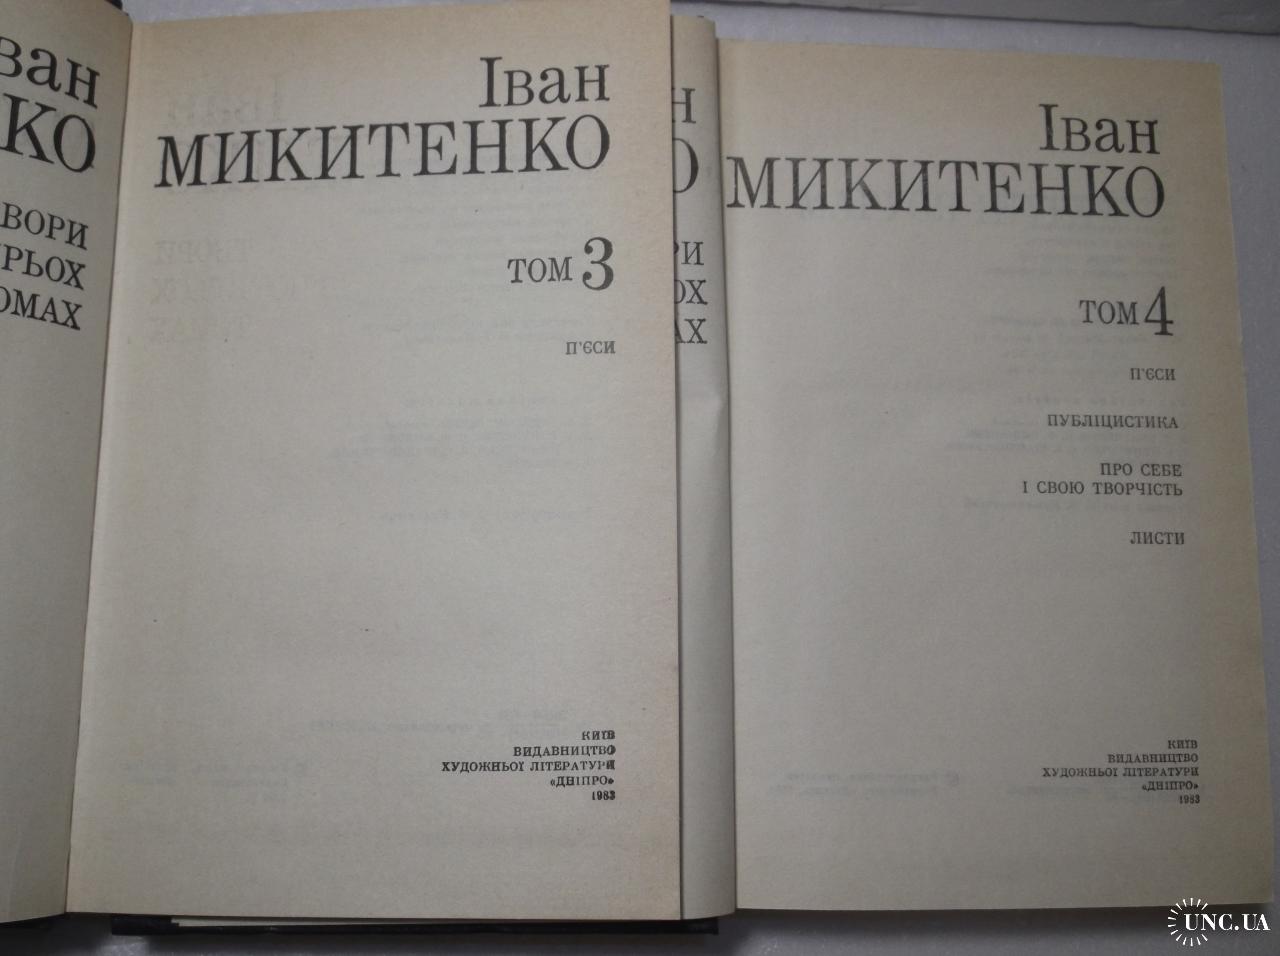 Іван
МИКИТЕНКО
ТОМ 3
П'ЄСИ
КИЇВ
ВИДАВНИЦТВО
ХУДОЖНЬОЇ ЛІТЕРАТУРИ
«ДНІПРО»
1983
Іван
МИКИТЕНКО
ТОМ 4
П'ЄСИ
ПУБЛІЦИСТИКА
ПРО СЕБЕ
І СВОЮ ТВОРЧІСТЬ
ЛИСТИ
КИЇВ
ВИДАВНИЦТВО
ХУДОЖНЬОЇ ЛІТЕРАТУРИ
«ДНІПРО»
1983
UNC.UA